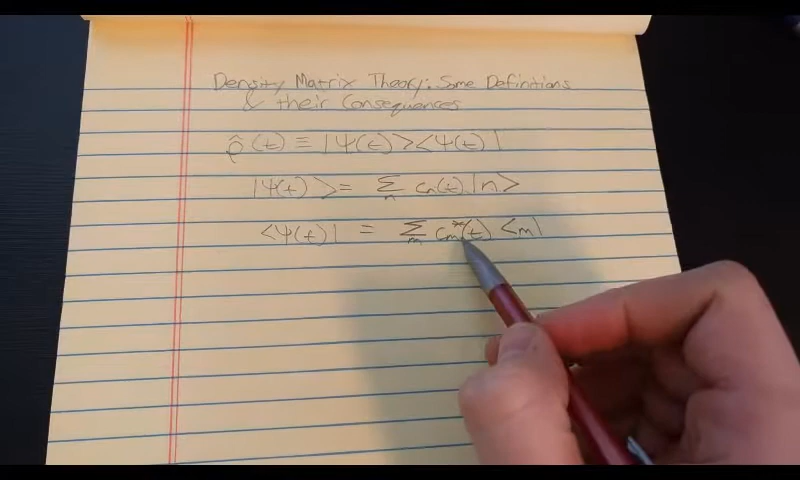 Density Matrix Theory: Some Definitions
& their Consequences
ρ̂(t) ≡ |Ψ(t)><Ψ(t)|
|Ψ(t)> = Σₙ cₙ(t) |n>
<Ψ(t)| = Σₘ cₘ*(t) <m|